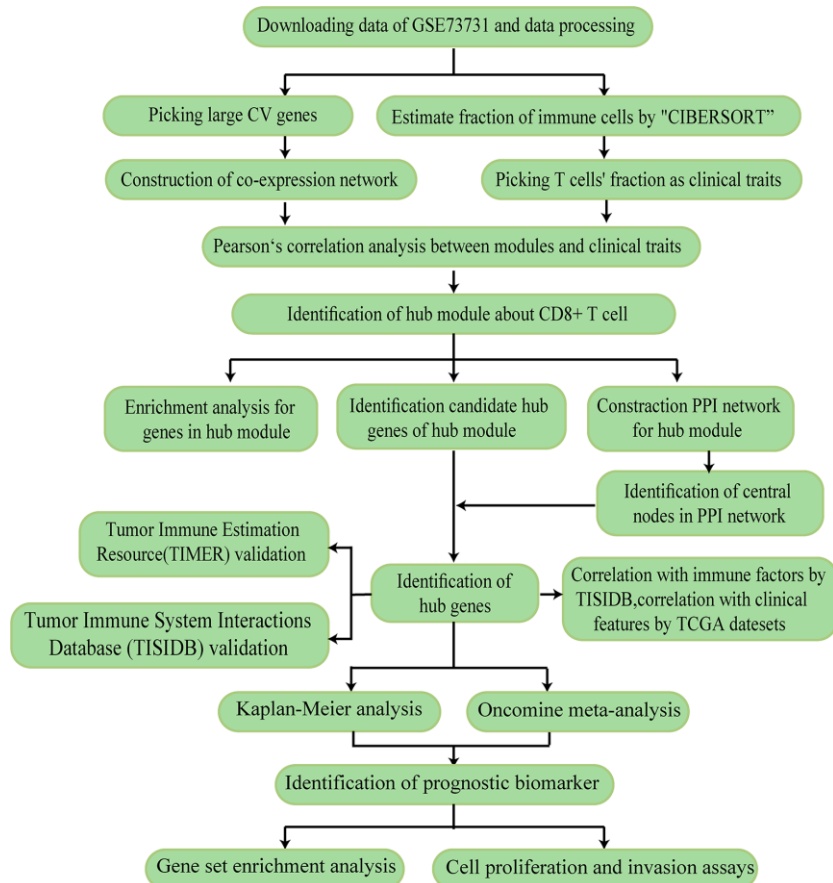 Downloading data of GSE73731 and data processing
Picking large CV genes
Estimate fraction of immune cells by "CIBERSORT”
Construction of co-expression network
Picking T cells' fraction as clinical traits
Pearson‘s correlation analysis between modules and clinical traits
Identification of hub module about CD8+ T cell
Enrichment analysis for
genes in hub module
Identification candidate hub
genes of hub module
Constraction PPI network
for hub module
Identification of central
nodes in PPI network
Tumor Immune Estimation
Resource(TIMER) validation
Identification of
hub genes
Correlation with immune factors by
TISIDB,correlation with clinical
features by TCGA datesets
Tumor Immune System Interactions
Database (TISIDB) validation
Kaplan-Meier analysis
Oncomine meta-analysis
Identification of prognostic biomarker
Gene set enrichment analysis
Cell proliferation and invasion assays